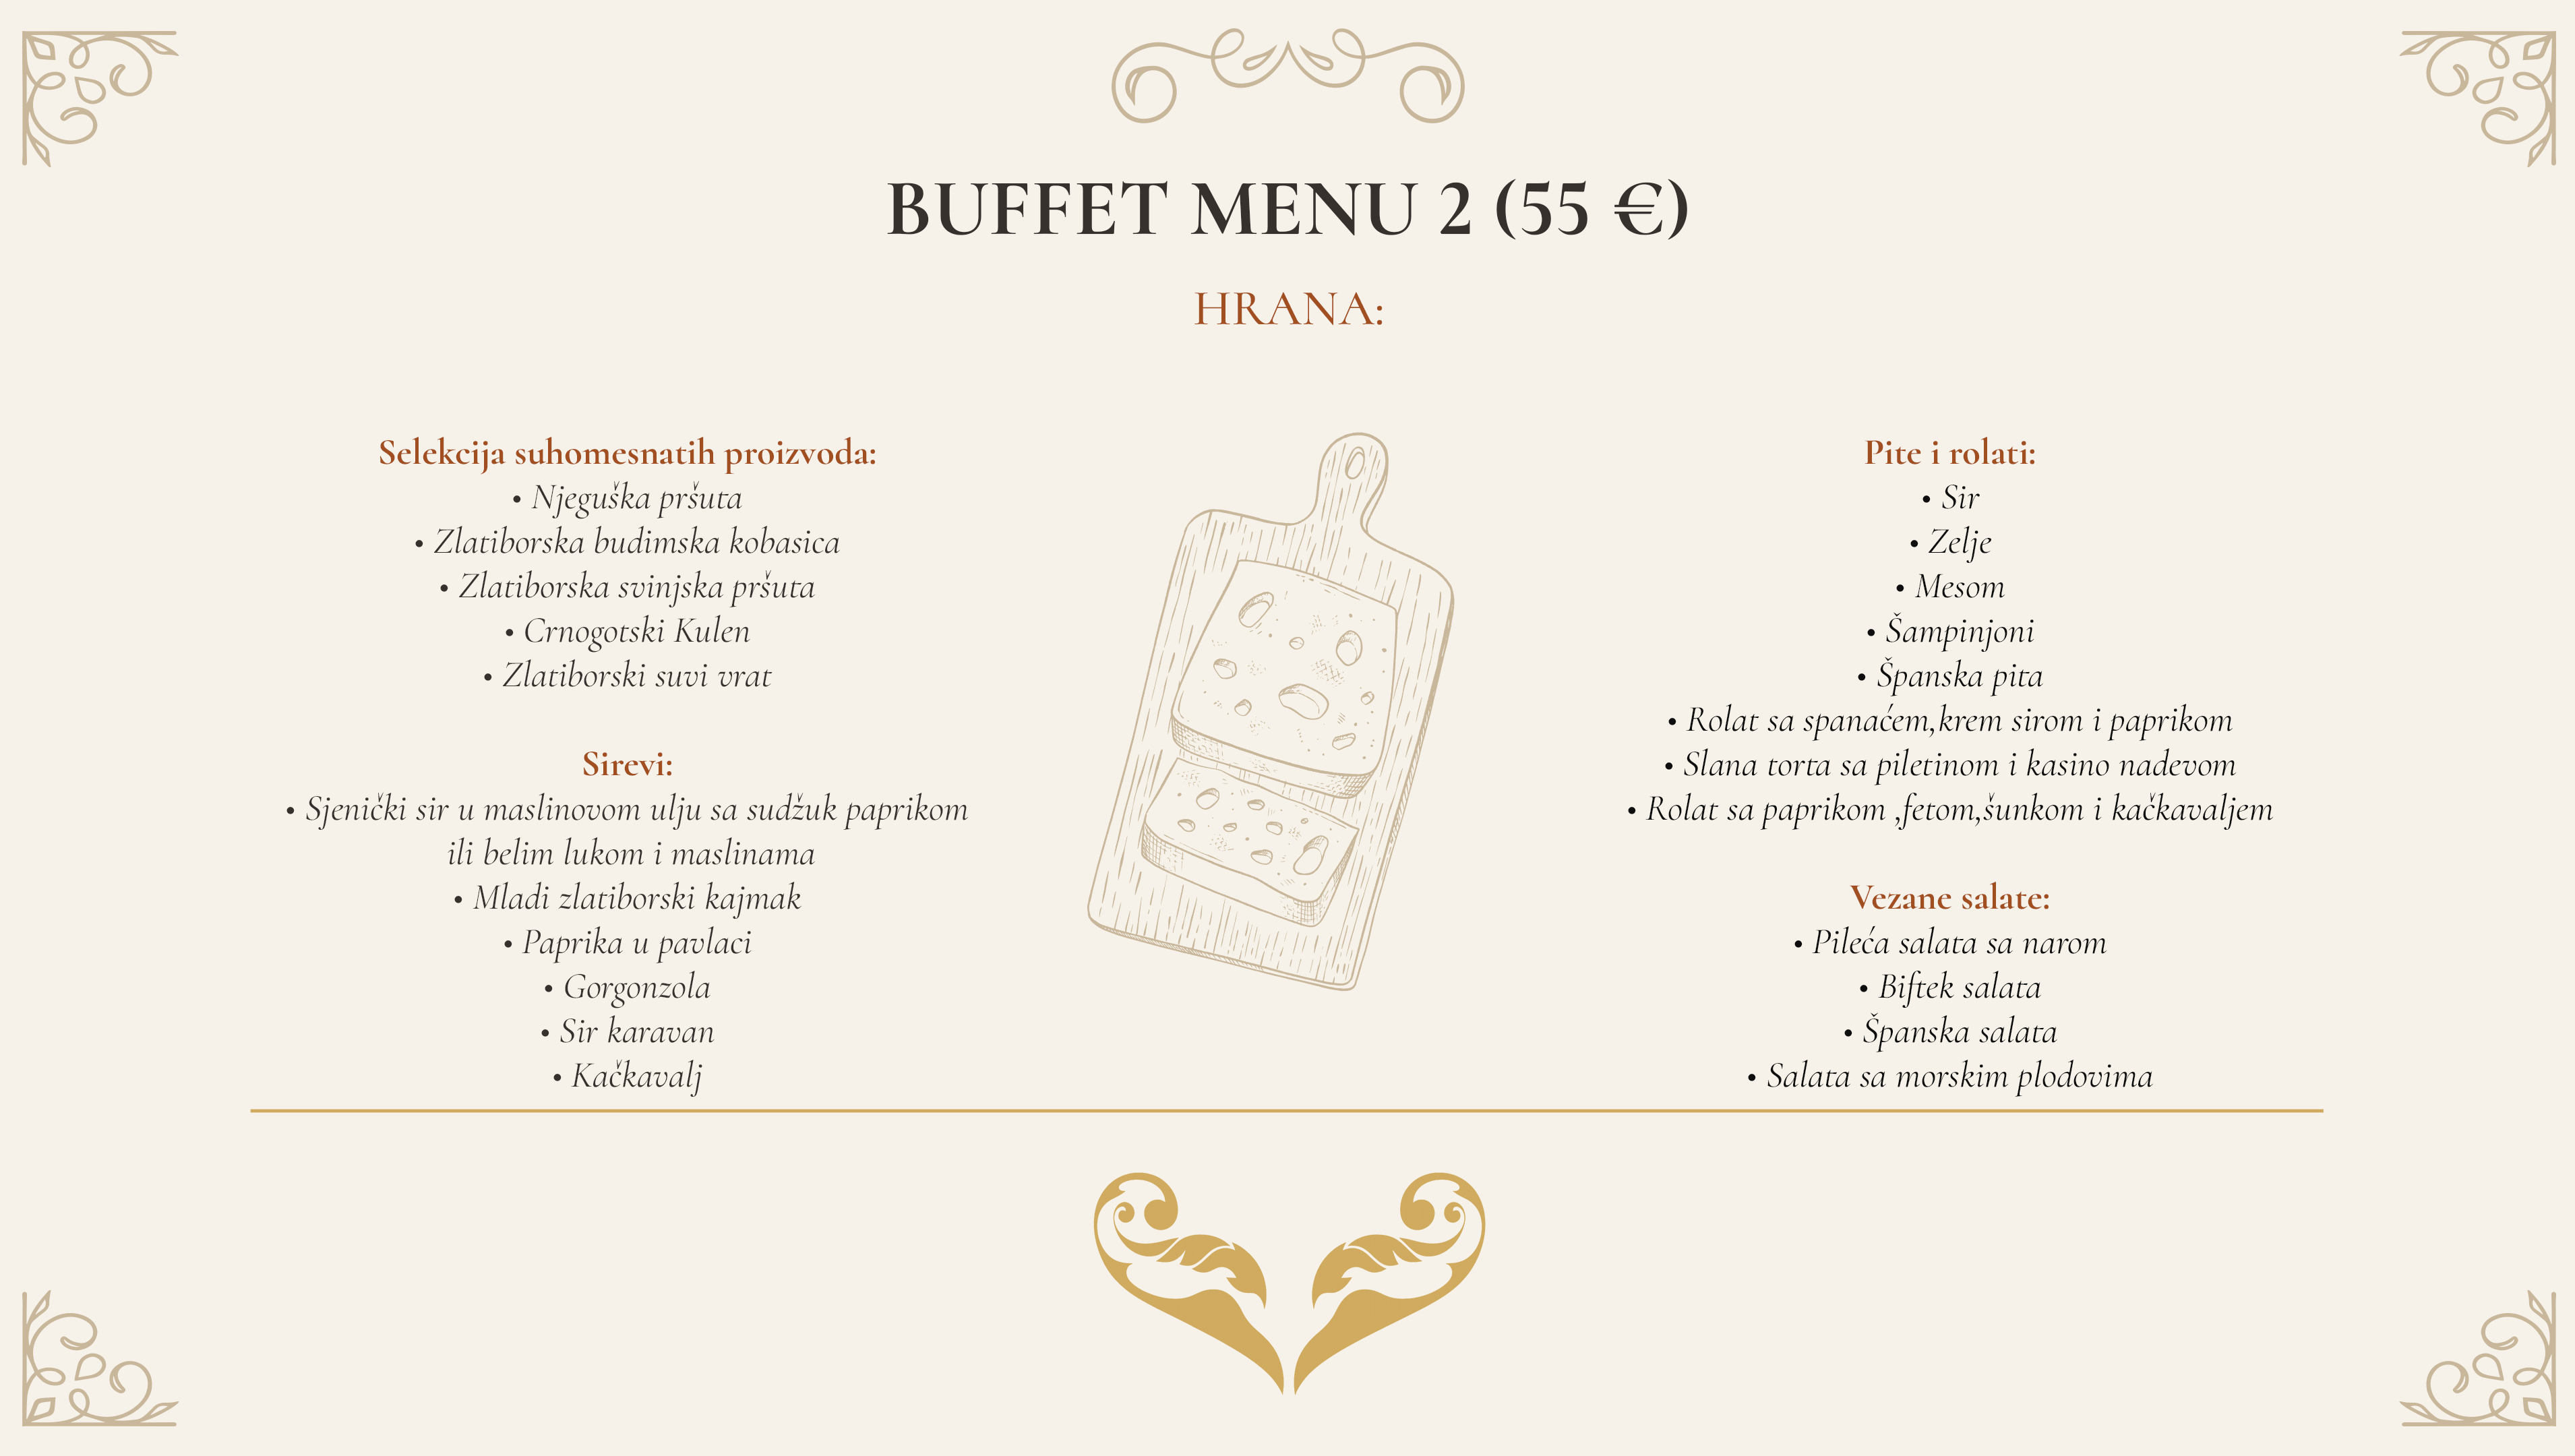 BUFFET MENU 2 (55 €)
HRANA:
Selekcija suhomesnatih proizvoda:
• Njeguška pršuta
• Zlatiborska budimska kobasica
• Zlatiborska svinjska pršuta
• Crnogotski Kulen
• Zlatiborski suvi vrat
Sirevi:
• Sjenički sir u maslinovom ulju sa sudžuk paprikom
ili belim lukom i maslinama
• Mladi zlatiborski kajmak
• Paprika u pavlaci
• Gorgonzola
• Sir karavan
• Kačkavalj
Pite i rolati:
• Sir
• Zelje
• Mesom
• Šampinjoni
• Španska pita
• Rolat sa spanaćem,krem sirom i paprikom
• Slana torta sa piletinom i kasino nadevom
• Rolat sa paprikom ,fetom,šunkom i kačkavaljem
Vezane salate:
• Pileća salata sa narom
• Biftek salata
• Španska salata
• Salata sa morskim plodovima